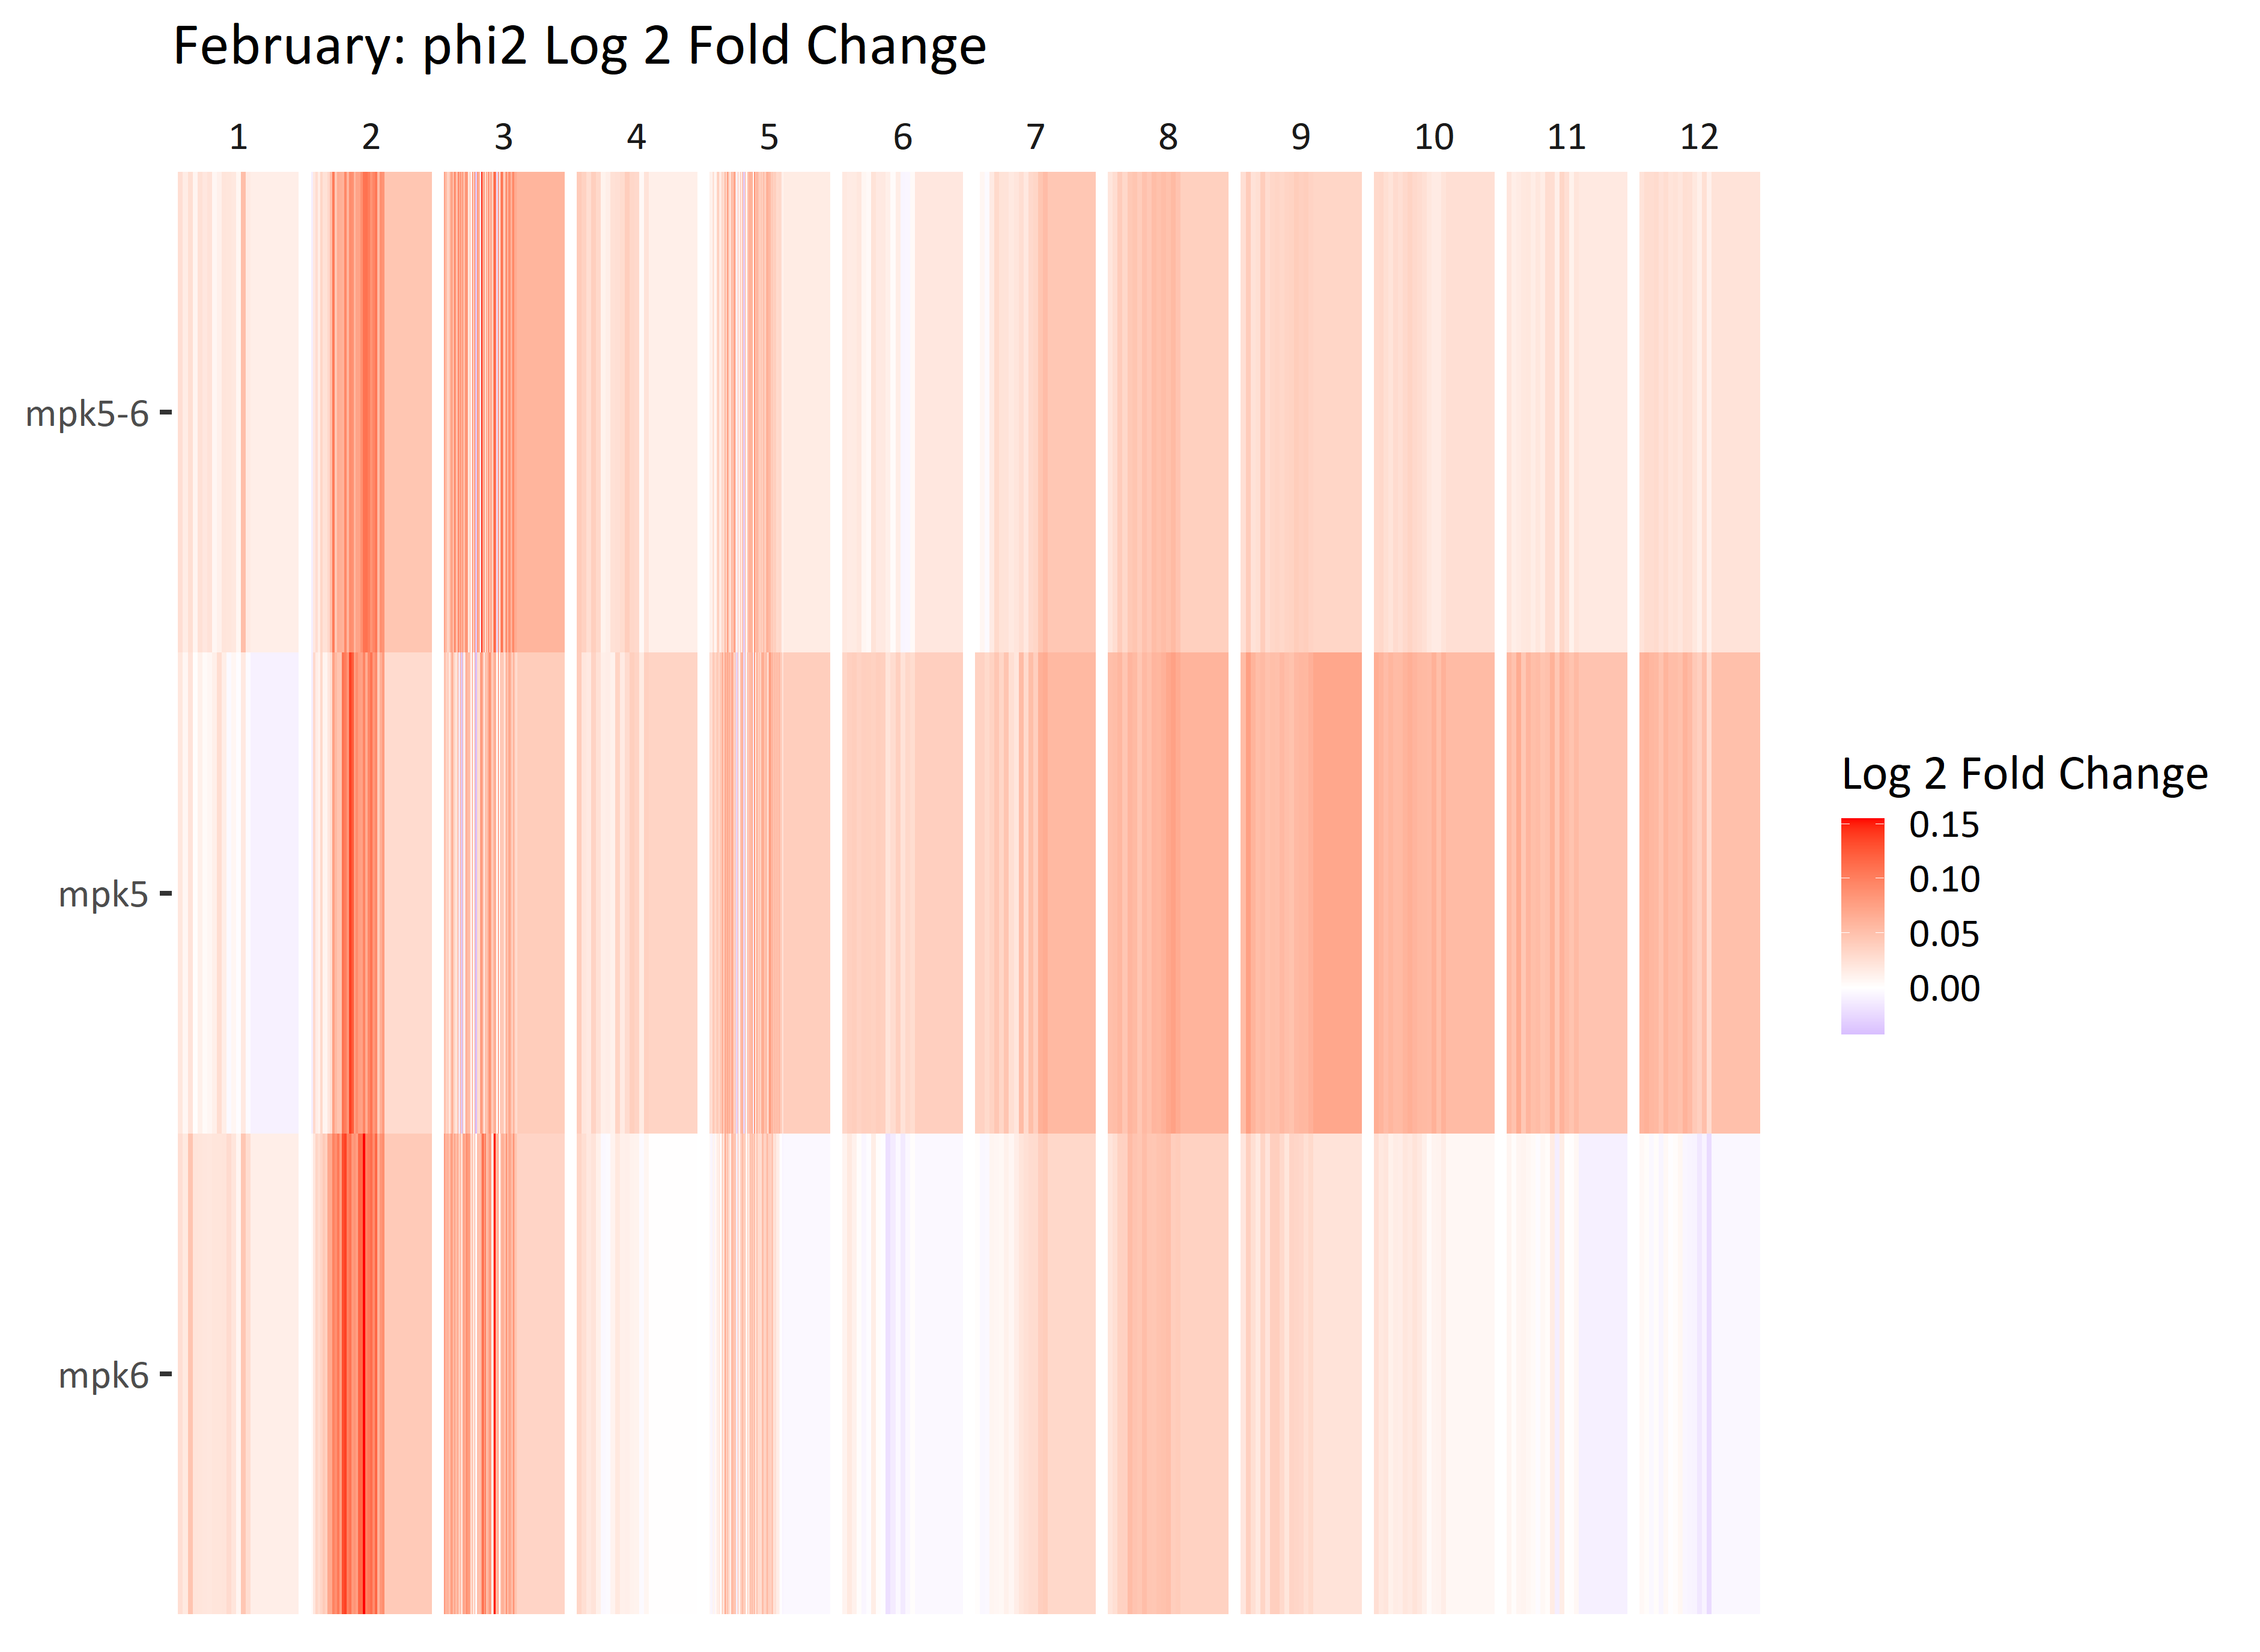 February: phi2 Log 2 Fold Change
1 2 3 4 5 6 7 8 9 10 11 12
mpk5-6
mpk5
mpk6
Log 2 Fold Change
0.15
0.10
0.05
0.00